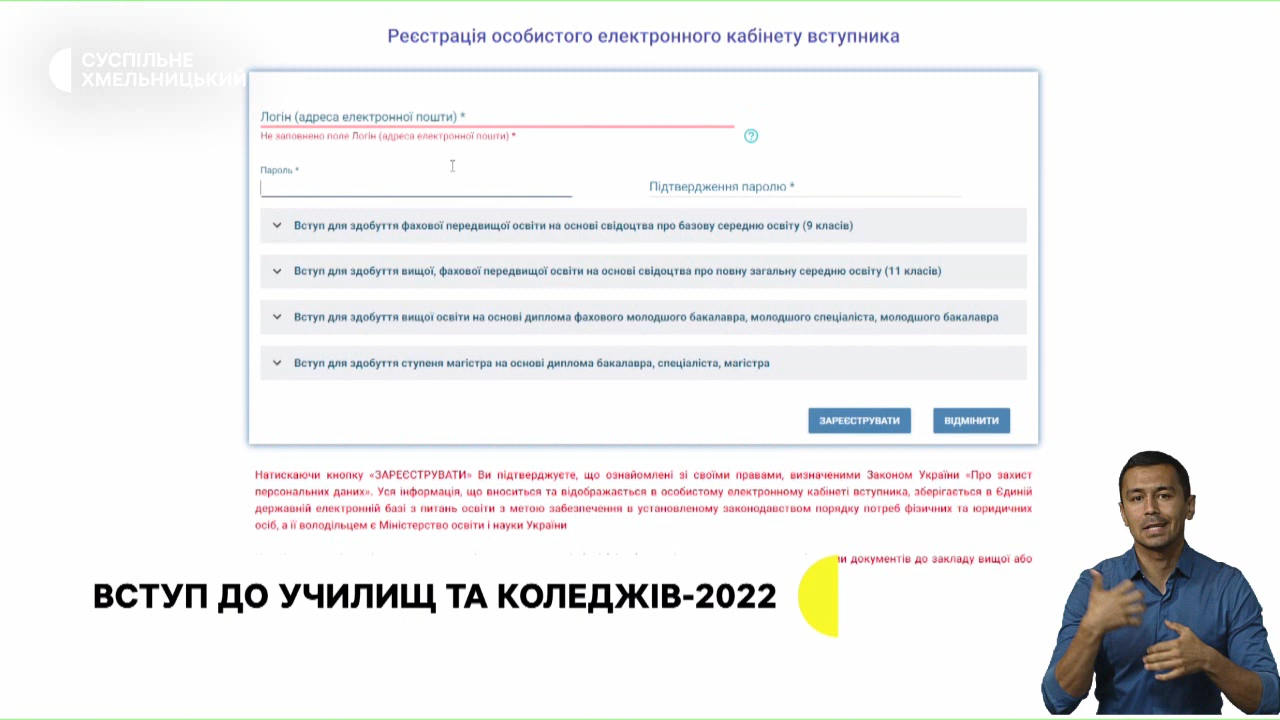 Реєстрація особистого електронного кабінету вступника
СУСПІЛЬНЕ
ХМЕЛЬНИЦЬКИЙ
Логін (адреса електронної пошти) *
Не заповнено поле Логін (адреса електронної пошти) *
Пароль *
Підтвердження паролю *
Вступ для здобуття фахової передвищої освіти на основі свідоцтва про базову середню освіту (9 класів)
Вступ для здобуття вищої, фахової передвищої освіти на основі свідоцтва про повну загальну середню освіту (11 класів)
Вступ для здобуття вищої освіти на основі диплома фахового молодшого бакалавра, молодшого спеціаліста, молодшого бакалавра
Вступ для здобуття ступеня магістра на основі диплома бакалавра, спеціаліста, магістра
ЗАРЕЄСТРУВАТИ ВІДМІНИТИ
Натискаючи кнопку «ЗАРЕЄСТРУВАТИ» Ви підтверджуєте, що ознайомлені зі своїми правами, визначеними Законом України «Про захист
персональних даних». Уся інформація, що вноситься та відображається в особистому електронному кабінеті вступника, зберігається в Єдиній
державній електронній базі з питань освіти з метою забезпечення в установленому законодавством порядку потреб фізичних та юридичних
осіб, а її володільцем є Міністерство освіти і науки України
документів до закладу вищої або
ВСТУП ДО УЧИЛИЩ ТА КОЛЕДЖІВ-2022